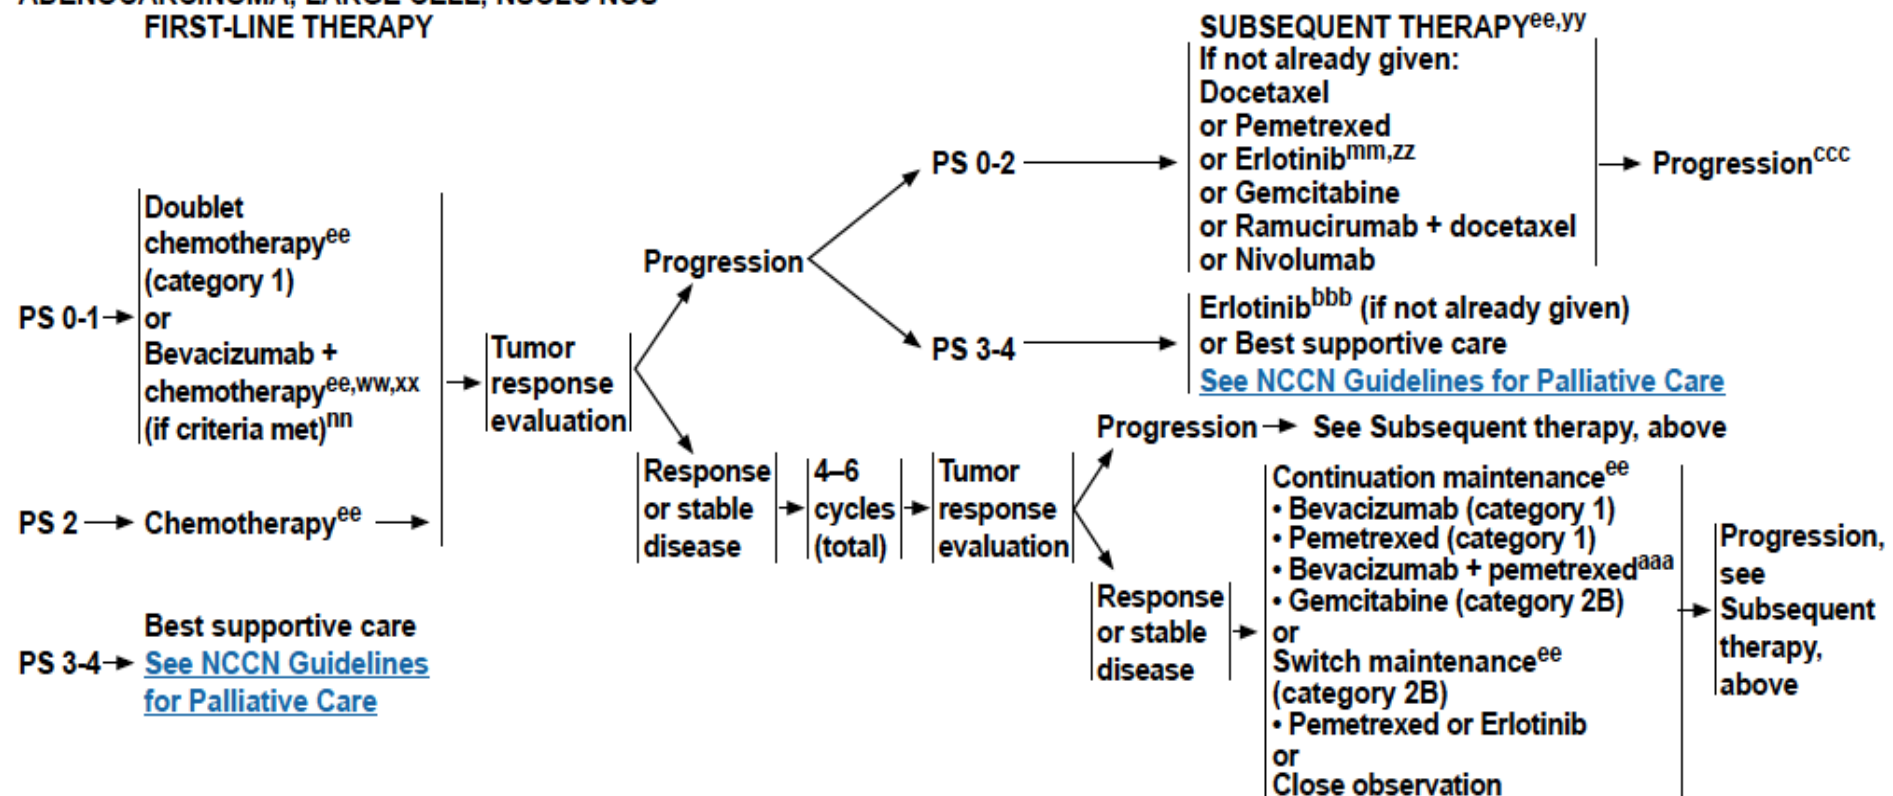 ADENOCARCINOMA, LARGE CELL, NSCLC NOS
FIRST-LINE THERAPY
PS 0-1
Doublet
chemotherapyee
(category 1)
or
Bevacizumab +
chemotherapyee,ww,xx
(if criteria met)nn
PS 2
Chemotherapyee
PS 3-4
Best supportive care
See NCCN Guidelines
for Palliative Care
Tumor
response
evaluation
Progression
PS 0-2
SUBSEQUENT THERAPYee,yy
If not already given:
Docetaxel
or Pemetrexed
or Erlotinibmm,zz
or Gemcitabine
or Ramucirumab + docetaxel
or Nivolumab
Progressionccc
PS 3-4
Erlotinibbbb (if not already given)
or Best supportive care
See NCCN Guidelines for Palliative Care
Response
or stable
disease
4–6
cycles
(total)
Tumor
response
evaluation
Progression
See Subsequent therapy, above
Response
or stable
disease
Continuation maintenanceee
• Bevacizumab (category 1)
• Pemetrexed (category 1)
• Bevacizumab + pemetrexedaaa
• Gemcitabine (category 2B)
or
Switch maintenanceee
(category 2B)
• Pemetrexed or Erlotinib
or
Close observation
Progression,
see
Subsequent
therapy,
above